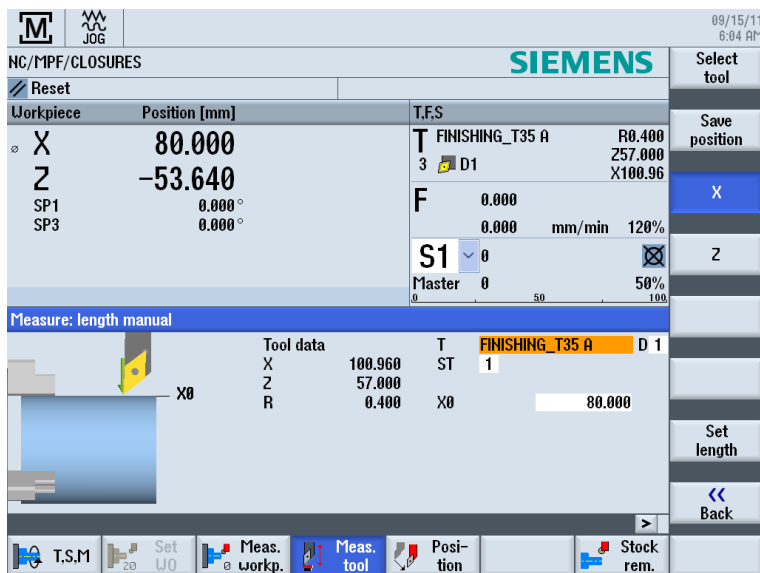 M
JOG
09/15/11
6:04 AM
NC/MPF/CLOSURES
SIEMENS
Select
tool
Reset
Workpiece Position [mm]
T,F,S
Save
position
ø X 80.000
T FINISHING_T35 A R0.400
3 D1 Z57.000
X100.96
Z -53.640
X
SP1 0.000°
F 0.000
SP3 0.000°
0.000 mm/min 120%
S1 0
Z
Master 0 50%
0 50 100
Measure: length manual
Tool data
T FINISHING_T35 A D 1
X 100.960
ST 1
Z 57.000
X0
R 0.400
X0 80.000
Set
length
<<
Back
>
T,S,M
20 Set
WO
Meas.
ø workp.
Meas.
tool
Posi-
tion
Stock
rem.